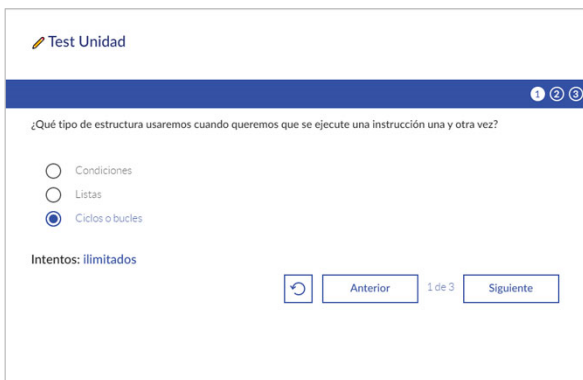 Test Unidad
1 2 3
¿Qué tipo de estructura usaremos cuando queremos que se ejecute una instrucción una y otra vez?
Condiciones
Listas
Ciclos o bucles
Intentos: ilimitados
Anterior 1 de 3 Siguiente